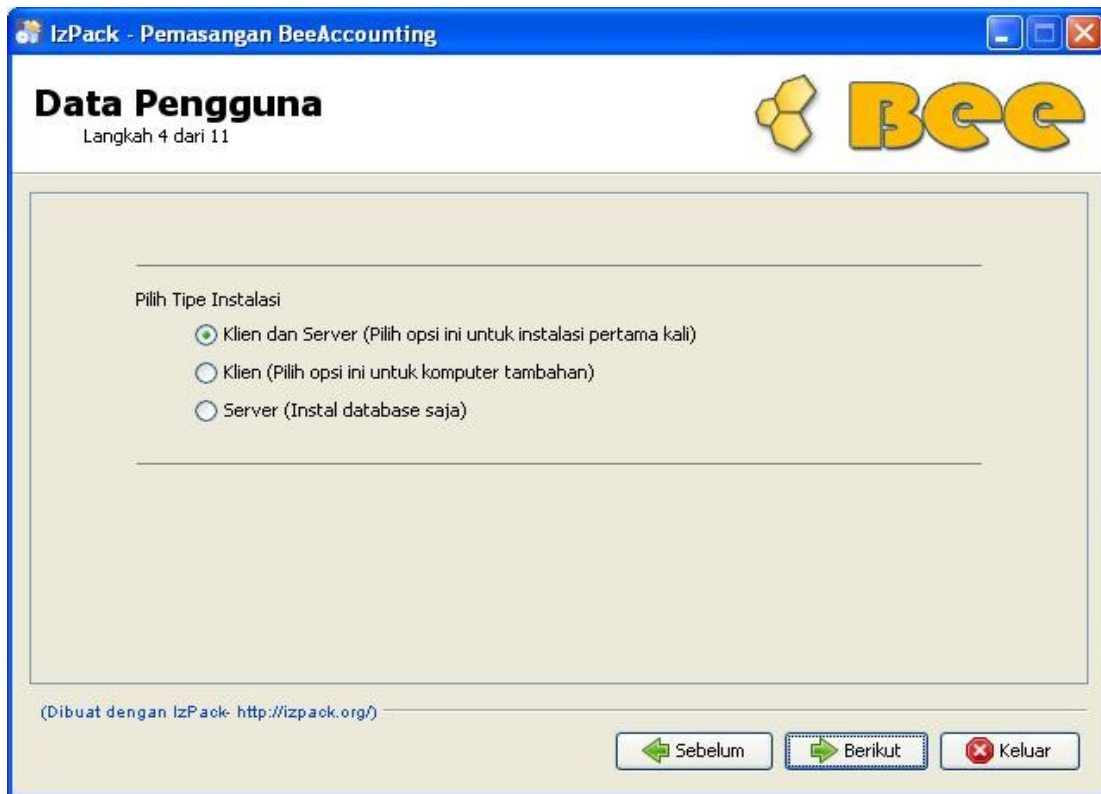 IzPack - Pemasangan BeeAccounting
Data Pengguna
Bee
Langkah 4 dari 11
Pilih Tipe Instalasi
Klien dan Server (Pilih opsi ini untuk instalasi pertama kali)
Klien (Pilih opsi ini untuk komputer tambahan)
Server (Instal database saja)
(Dibuat dengan IzPack- http://izpack.org/)
Sebelum Berikut Keluar